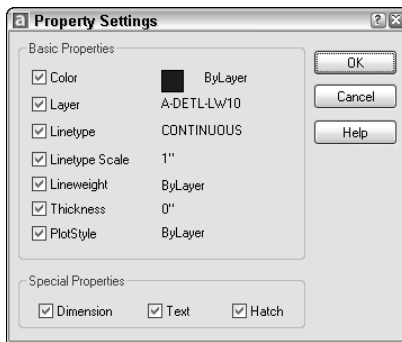 a Property Settings ? X
Basic Properties
Color ByLayer
Layer A-DETL-LW10
Linetype CONTINUOUS
Linetype Scale 1"
Lineweight ByLayer
Thickness 0"
PlotStyle ByLayer
Special Properties
Dimension Text Hatch
OK
Cancel
Help